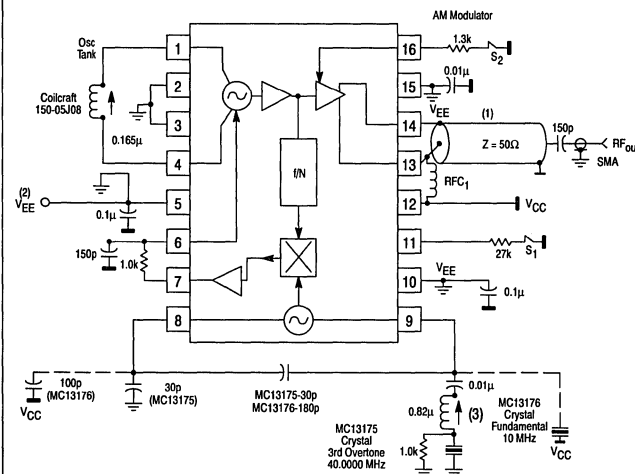 AM Modulator
Osc
Tank
1
16
1.3k
S2
Coilcraft
150-05J08
2
15
0.01µ
VEE
(1)
3
14
150p
Z = 50Ω
RFou
SMA
0.165µ
4
13
f/N
RFC1
(2)
VEE
5
12
VCC
0.1µ
6
11
27k
S1
150p
1.0k
7
10
VEE
0.1µ
8
9
100p
(MC13176)
VCC
30p
(MC13175)
MC13175-30p
MC13176-180p
0.01µ
0.82µ
(3)
MC13176
Crystal
Fundamental
10 MHz
VCC
MC13175
Crystal
3rd Overtone
40.0000 MHz
1.0k